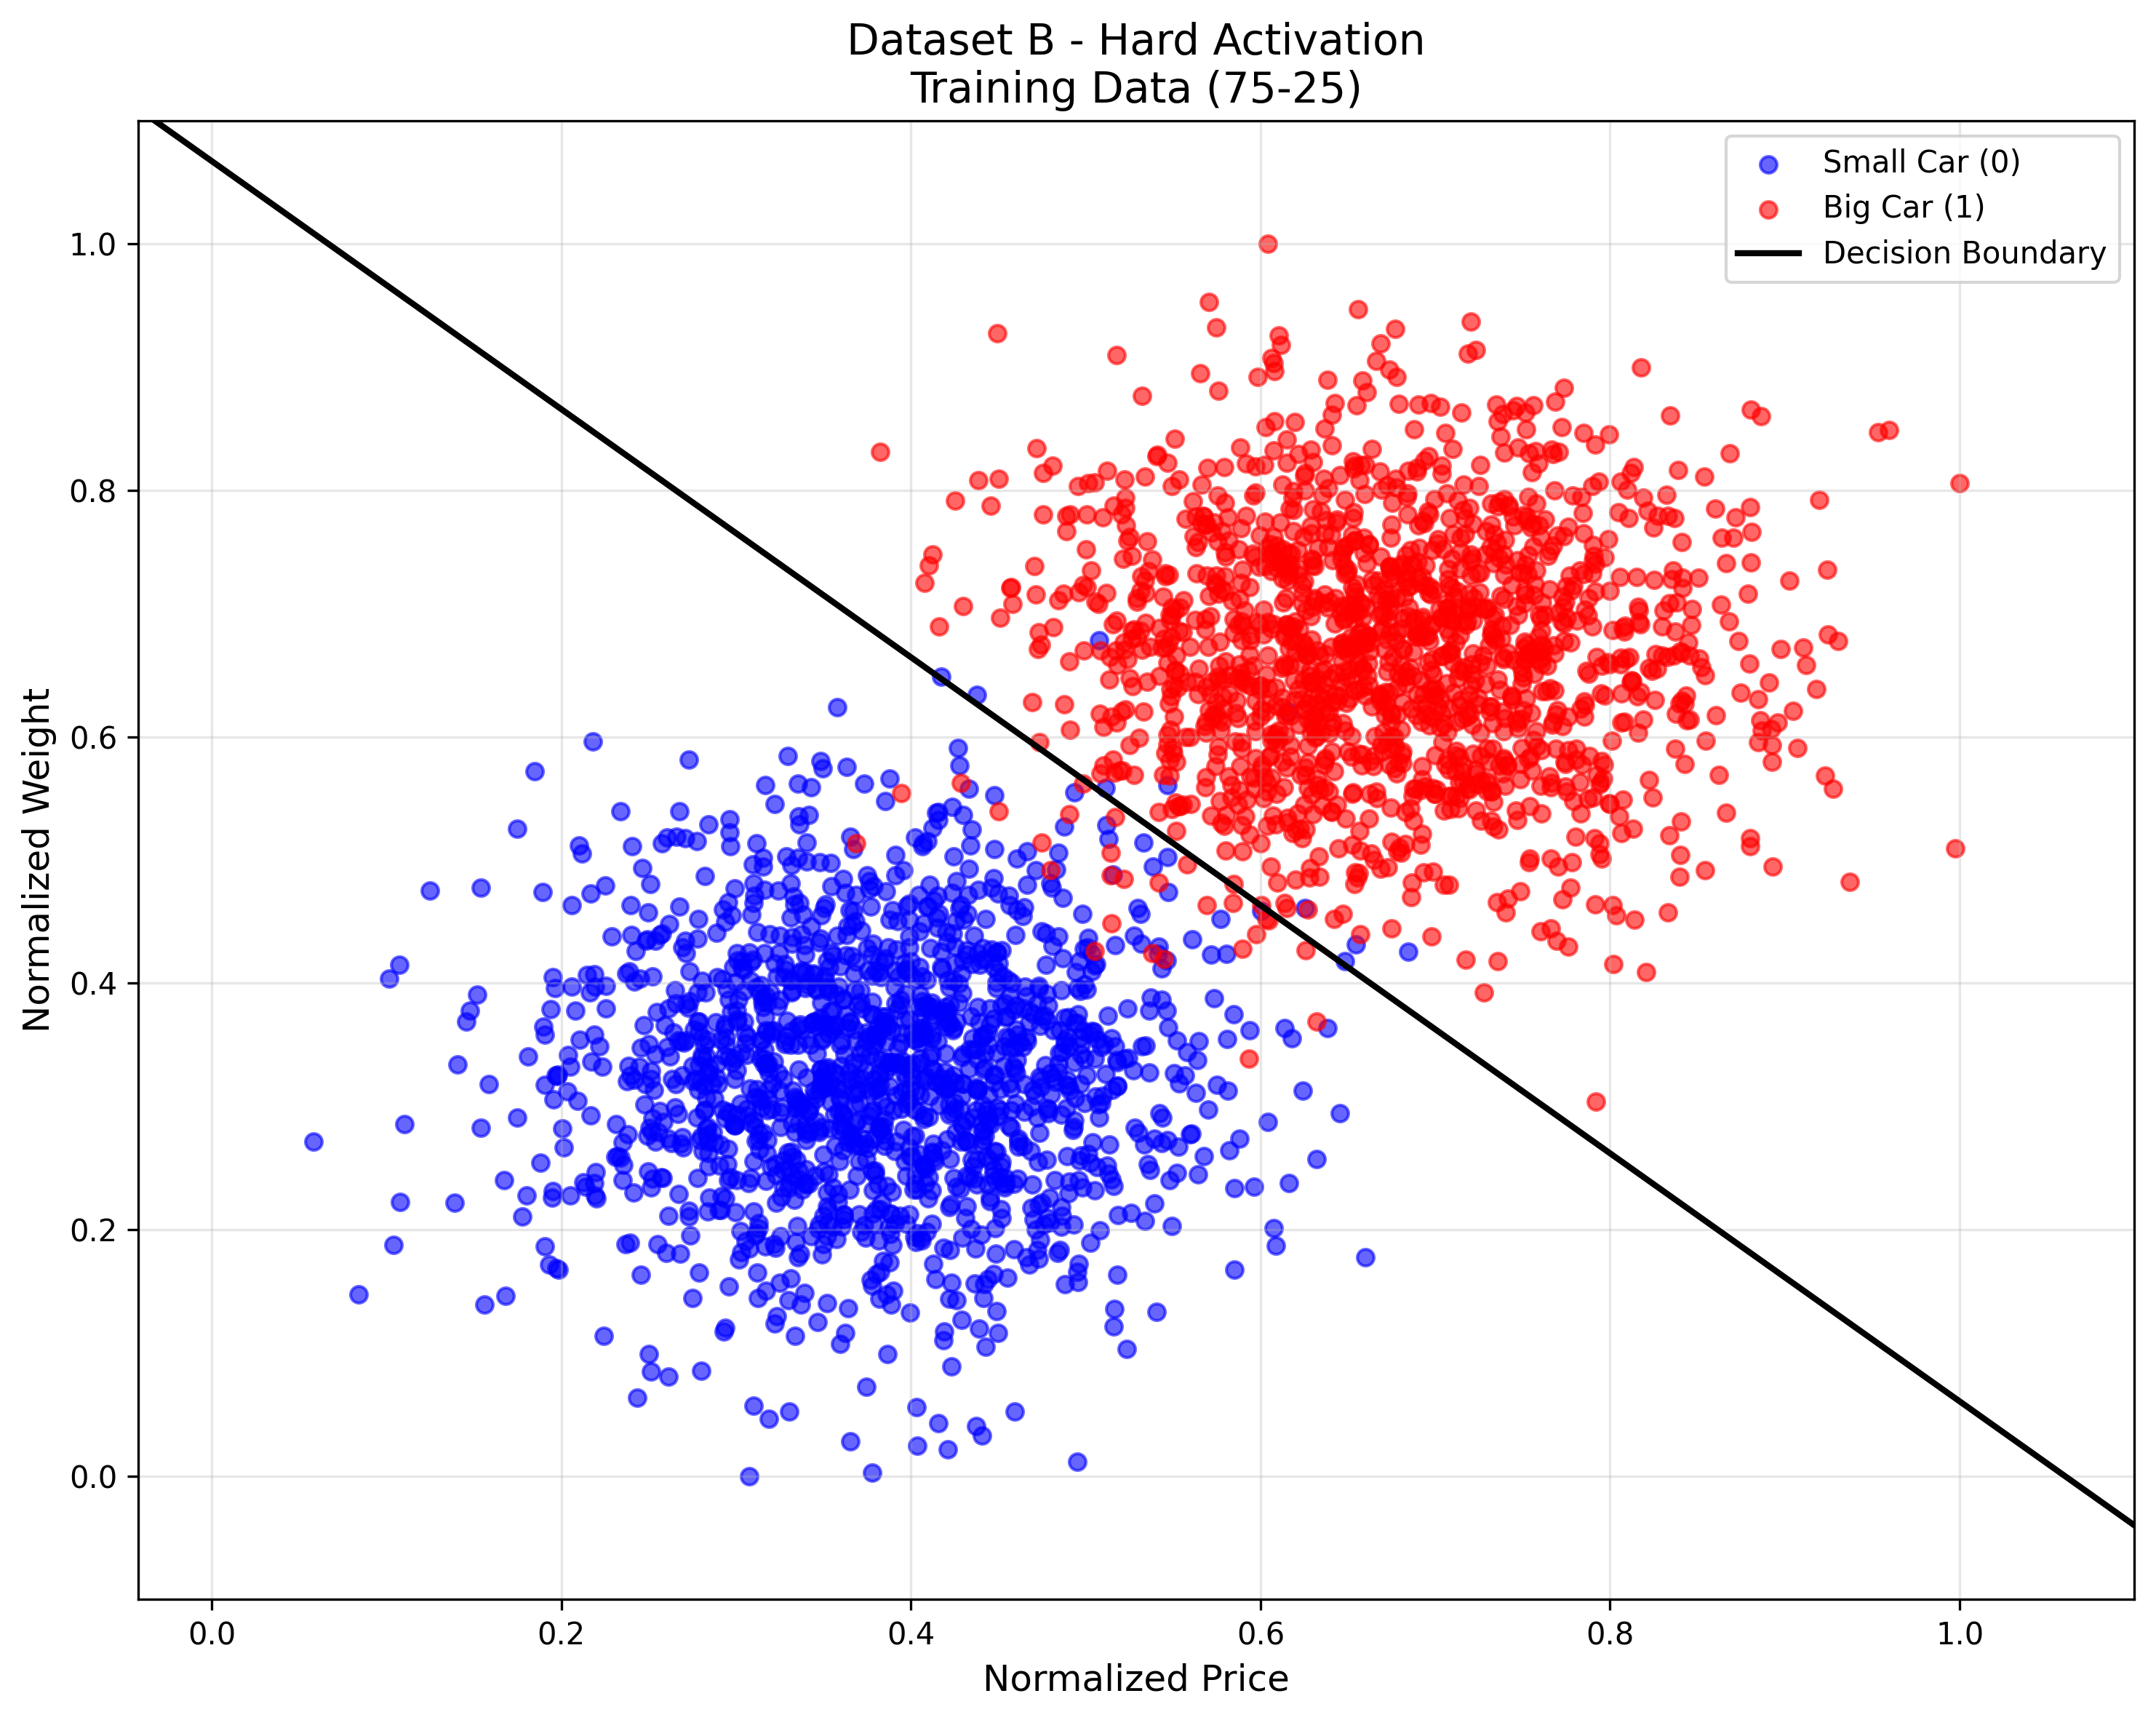 Dataset B - Hard Activation
Training Data (75-25)
Small Car (0)
Big Car (1)
Decision Boundary
1.0
0.8
0.6
0.4
0.2
0.0
Normalized Weight
0.0 0.2 0.4 0.6 0.8 1.0
Normalized Price